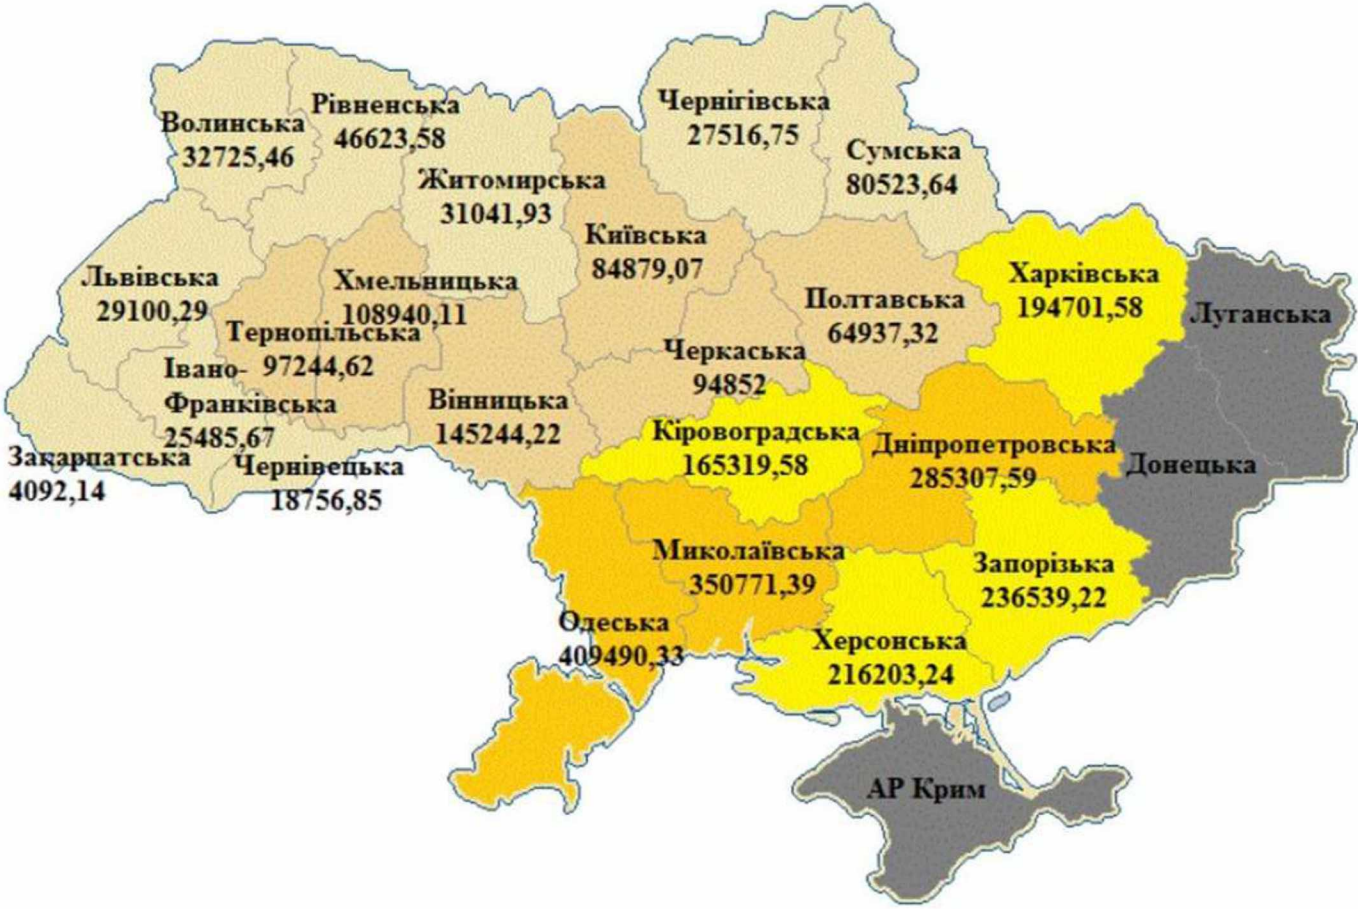 Волинська
32725,46
Рівненська
46623,58
Житомирська
31041,93
Чернігівська
27516,75
Сумська
80523,64
Київська
84879,07
Львівська
29100,29
Хмельницька
108940,11
Тернопільська
97244,62
Івано-
Франківська
25485,67
Закарпатська
4092,14
Чернівецька
18756,85
Вінницька
145244,22
Черкаська
94852
Полтавська
64937,32
Харківська
194701,58
Луганська
Донецька
Кіровоградська
165319,58
Дніпропетровська
285307,59
Миколаївська
350771,39
Запорізька
236539,22
Одеська
409490,33
Херсонська
216203,24
АР Крим